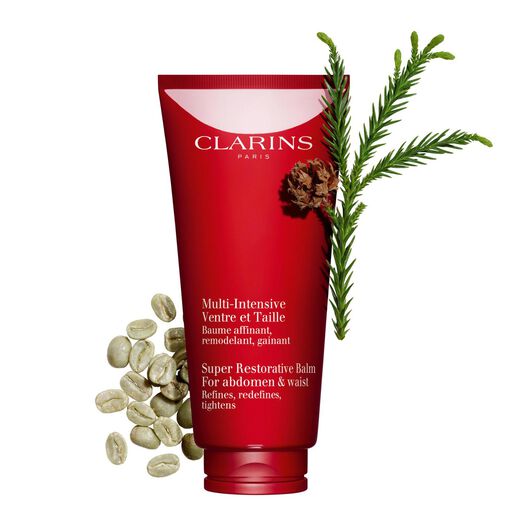 CLARINS
PARIS
Multi-Intensive
Ventre et Taille
Baume affinant,
remodelant, gainant
Super Restorative Balm
For abdomen & waist
Refines, redefines,
tightens